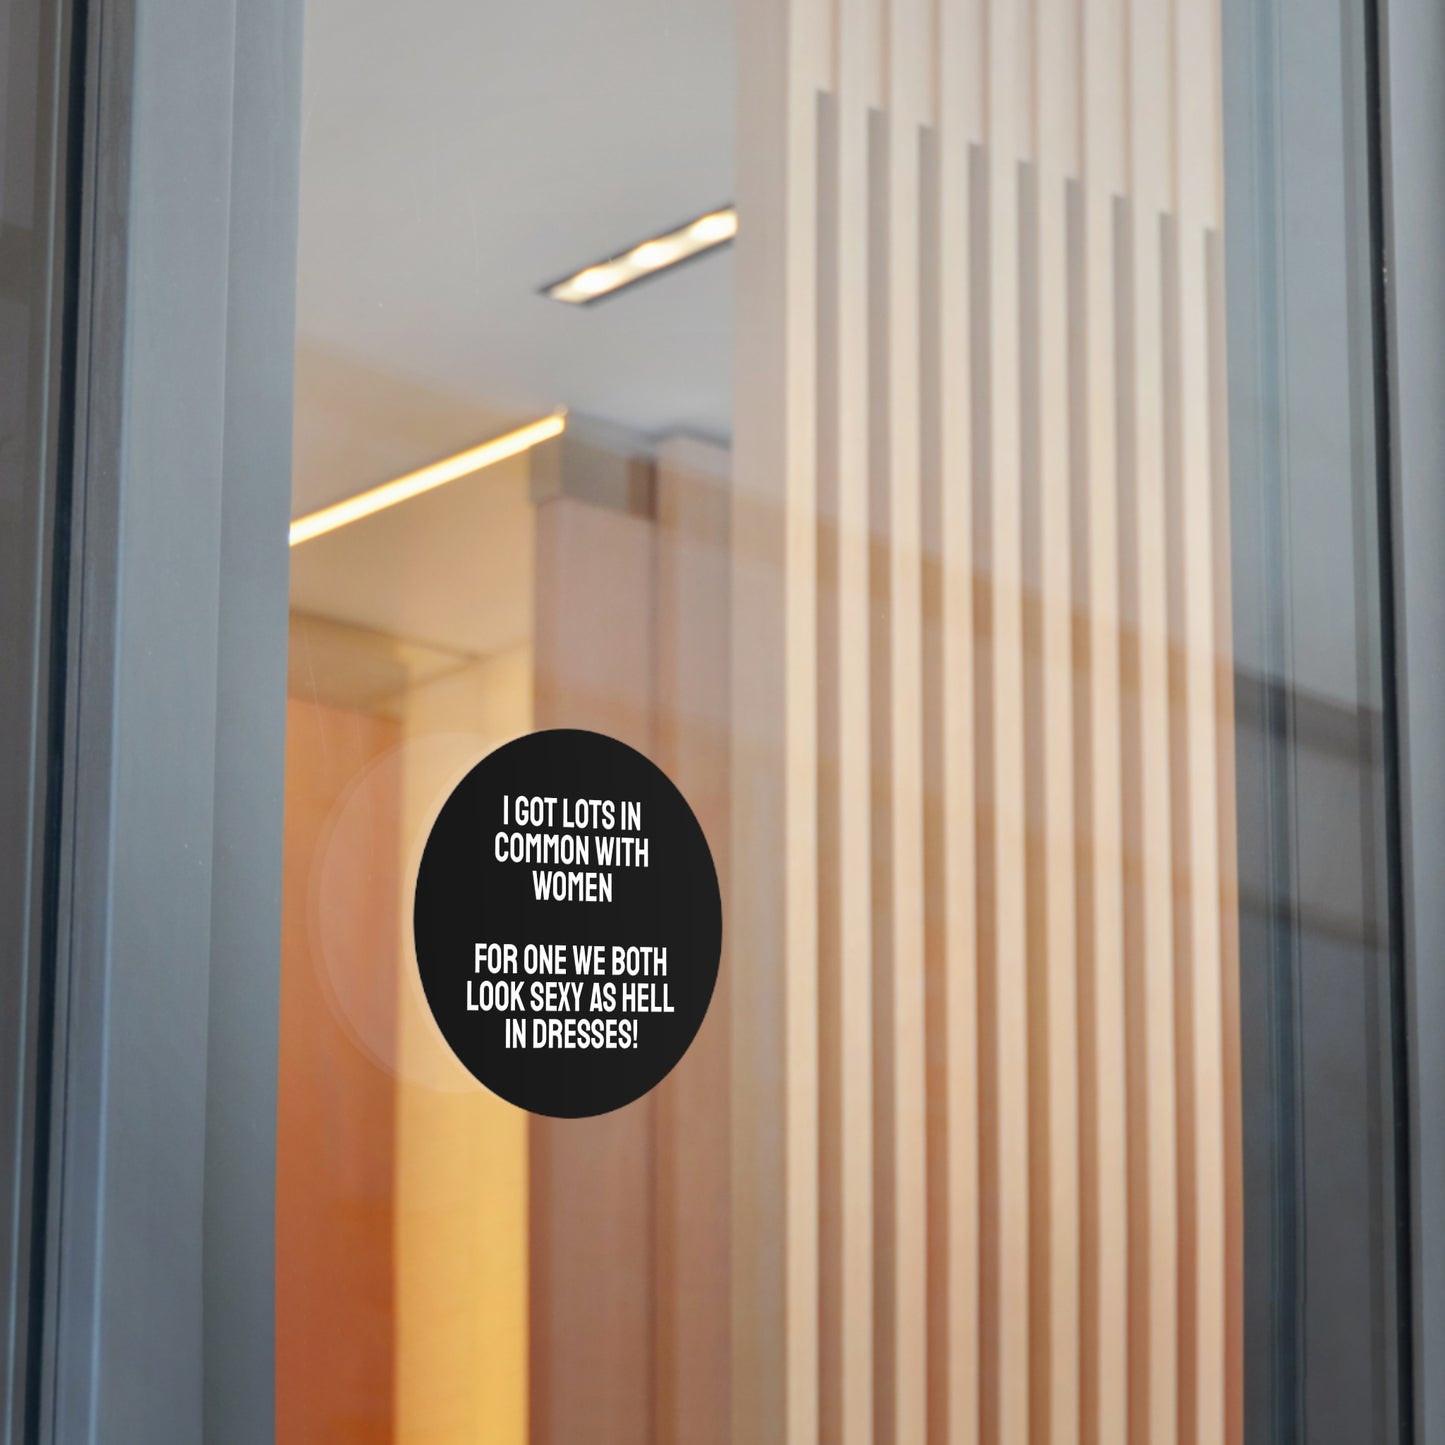 I GOT LOTS IN
COMMON WITH
WOMEN
FOR ONE WE BOTH
LOOK SEXY AS HELL
IN DRESSES!